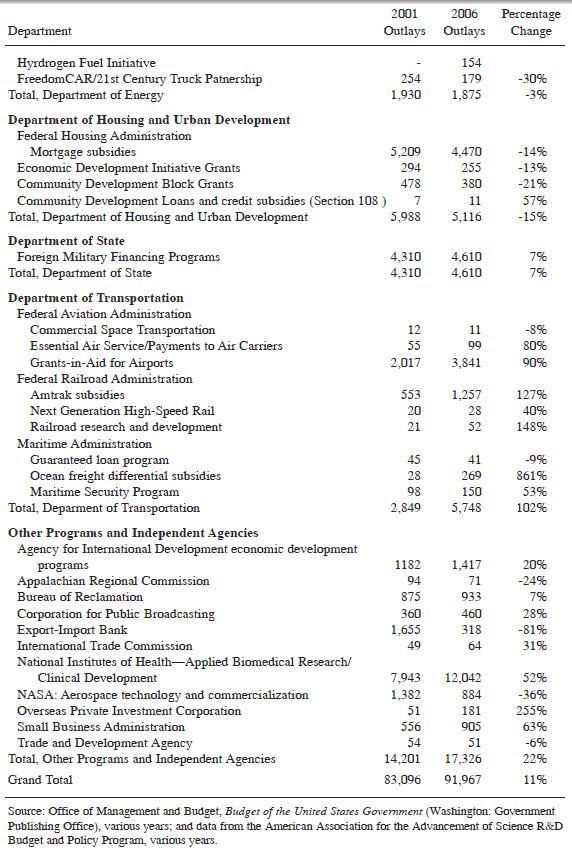 2001 2006 Percentage
Department Outlays Outlays Change
Hyrdrogen Fuel Initiative - 154
FreedomCAR/21st Century Truck Patnership 254 179 -30%
Total, Department of Energy 1,930 1,875 -3%
Department of Housing and Urban Development
Federal Housing Administration
Mortgage subsidies 5,209 4,470 -14%
Economic Development Initiative Grants 294 255 -13%
Community Development Block Grants 478 380 -21%
Community Development Loans and credit subsidies (Section 108 ) 7 11 57%
Total, Department of Housing and Urban Development 5,988 5,116 -15%
Department of State
Foreign Military Financing Programs 4,310 4,610 7%
Total, Department of State 4,310 4,610 7%
Department of Transportation
Federal Aviation Administration
Commercial Space Transportation 12 11 -8%
Essential Air Service/Payments to Air Carriers 55 99 80%
Grants-in-Aid for Airports 2,017 3,841 90%
Federal Railroad Administration
Amtrak subsidies 553 1,257 127%
Next Generation High-Speed Rail 20 28 40%
Railroad research and development 21 52 148%
Maritime Administration
Guaranteed loan program 45 41 -9%
Ocean freight differential subsidies 28 269 861%
Maritime Security Program 98 150 53%
Total, Deparment of Transportation 2,849 5,748 102%
Other Programs and Independent Agencies
Agency for International Development economic development
programs 1182 1,417 20%
Appalachian Regional Commission 94 71 -24%
Bureau of Reclamation 875 933 7%
Corporation for Public Broadcasting 360 460 28%
Export-Import Bank 1,655 318 -81%
International Trade Commission 49 64 31%
National Institutes of Health—Applied Biomedical Research/
Clinical Development 7,943 12,042 52%
NASA: Aerospace technology and commercialization 1,382 884 -36%
Overseas Private Investment Corporation 51 181 255%
Small Business Administration 556 905 63%
Trade and Development Agency 54 51 -6%
Total, Other Programs and Independent Agencies 14,201 17,326 22%
Grand Total 83,096 91,967 11%
Source: Office of Management and Budget, Budget of the United States Government (Washington: Government
Publishing Office), various years; and data from the American Association for the Advancement of Science R&D
Budget and Policy Program, various years.